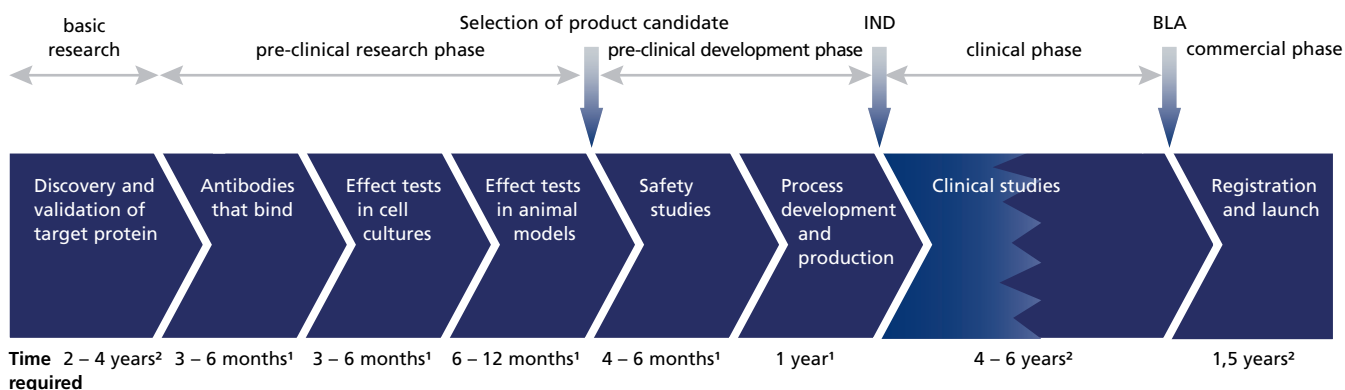 basic
research
pre-clinical research phase
Selection of product candidate
pre-clinical development phase
IND
clinical phase
BLA
commercial phase
Discovery and
validation of
target protein
Antibodies
that bind
Effect tests
in cell
cultures
Effect tests
in animal
models
Safety
studies
Process
development
and
production
Clinical studies
Registration
and launch
Time
required
2 – 4 years²
3 – 6 months¹
3 – 6 months¹
6 – 12 months¹
4 – 6 months¹
1 year¹
4 – 6 years²
1,5 years²